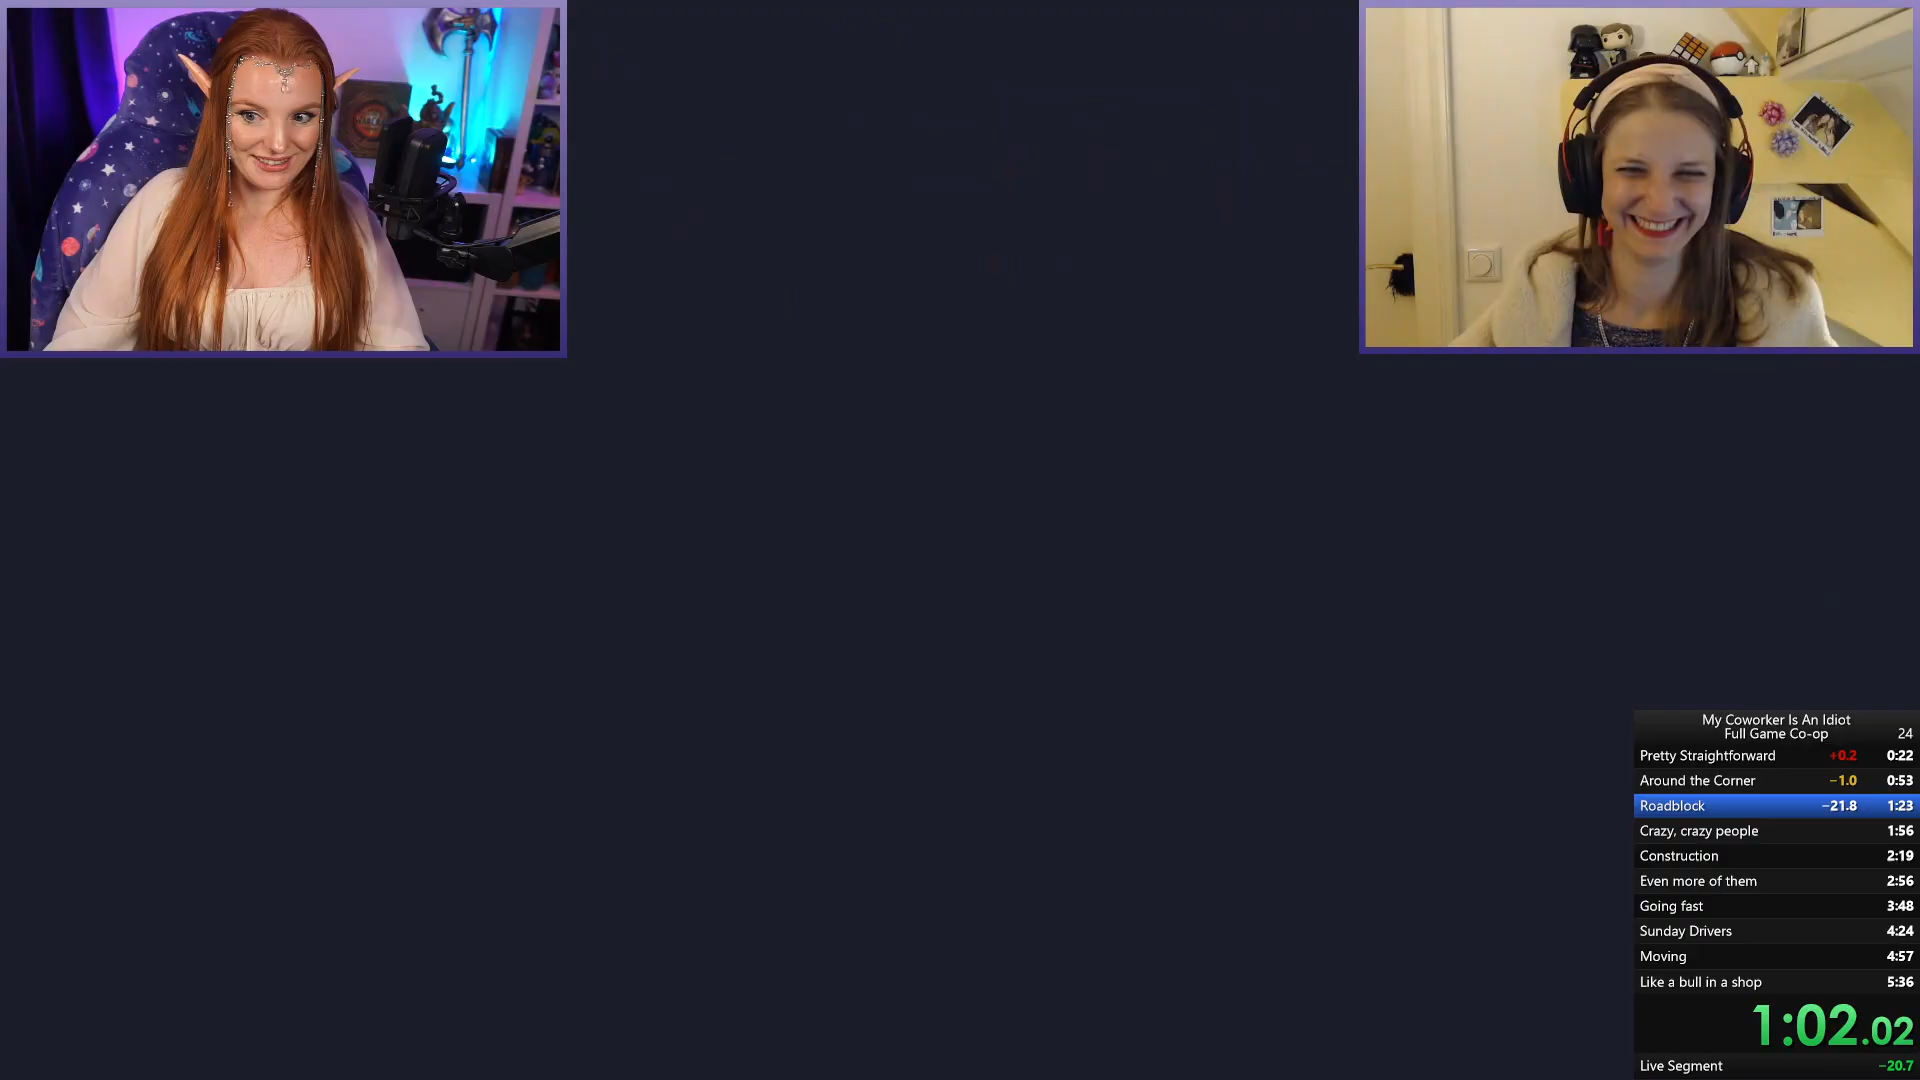 My Coworker Is An Idiot
Full Game Co-op 24
Pretty Straightforward +0.2 0:22
Around the Corner −1.0 0:53
Roadblock −21.8 1:23
Crazy, crazy people 1:56
Construction 2:19
Even more of them 2:56
Going fast 3:48
Sunday Drivers 4:24
Moving 4:57
Like a bull in a shop 5:36
1:02.02
Live Segment −20.7